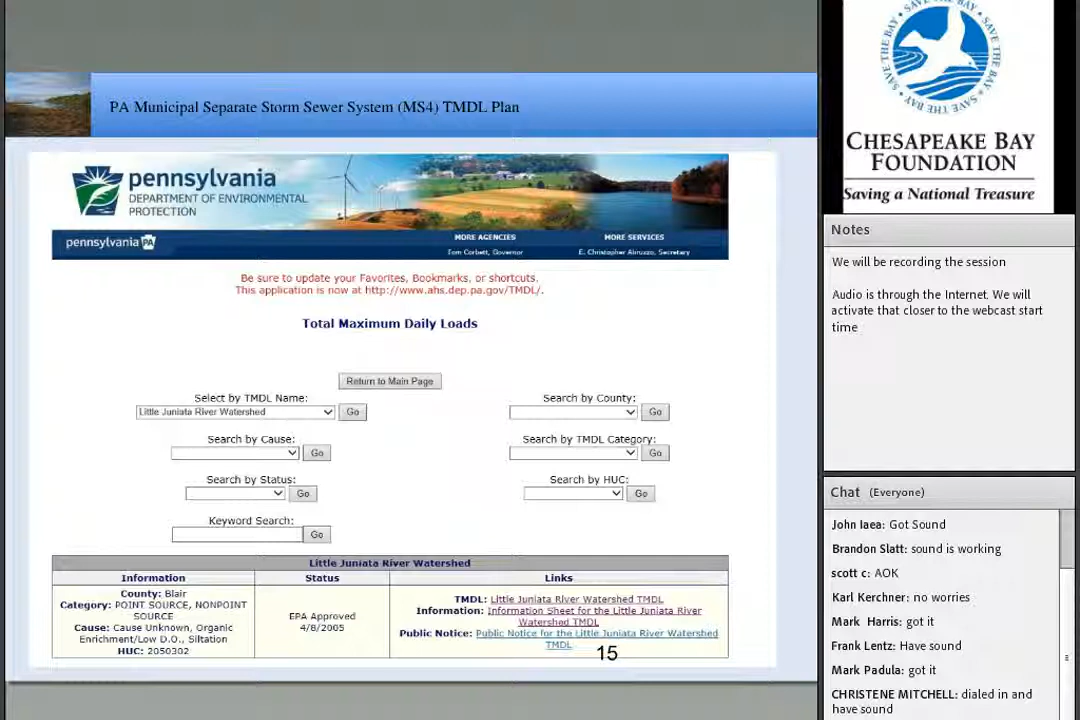 PA Municipal Separate Storm Sewer System (MS4) TMDL Plan
pennsylvania
DEPARTMENT OF ENVIRONMENTAL
PROTECTION
pennsylvania PA
MORE AGENCIES
MORE SERVICES
Tom Corbett, Governor
E. Christopher Abruzzo, Secretary
Be sure to update your Favorites, Bookmarks, or shortcuts.
This application is now at http://www.ahs.dep.pa.gov/TMDL/.
Total Maximum Daily Loads
Return to Main Page
Select by TMDL Name:
Little Juniata River Watershed
Go
Search by County:
Go
Search by Cause:
Go
Search by TMDL Category:
Go
Search by Status:
Go
Search by HUC:
Go
Keyword Search:
Go
Little Juniata River Watershed
Information
Status
Links
County: Blair
Category: POINT SOURCE, NONPOINT
SOURCE
Cause: Cause Unknown, Organic
Enrichment/Low D.O., Siltation
HUC: 2050302
EPA Approved
4/8/2005
TMDL: Little Juniata River Watershed TMDL
Information: Information Sheet for the Little Juniata River
Watershed TMDL
Public Notice: Public Notice for the Little Juniata River Watershed
TMDL
15
SAVE THE BAY SAVE THE BAY SAVE THE BAY
CHESAPEAKE BAY
FOUNDATION
Saving a National Treasure
Notes
We will be recording the session
Audio is through the Internet. We will
activate that closer to the webcast start
time
Chat (Everyone)
John Iaea: Got Sound
Brandon Slatt: sound is working
scott c: AOK
Karl Kerchner: no worries
Mark Harris: got it
Frank Lentz: Have sound
Mark Padula: got it
CHRISTENE MITCHELL: dialed in and
have sound